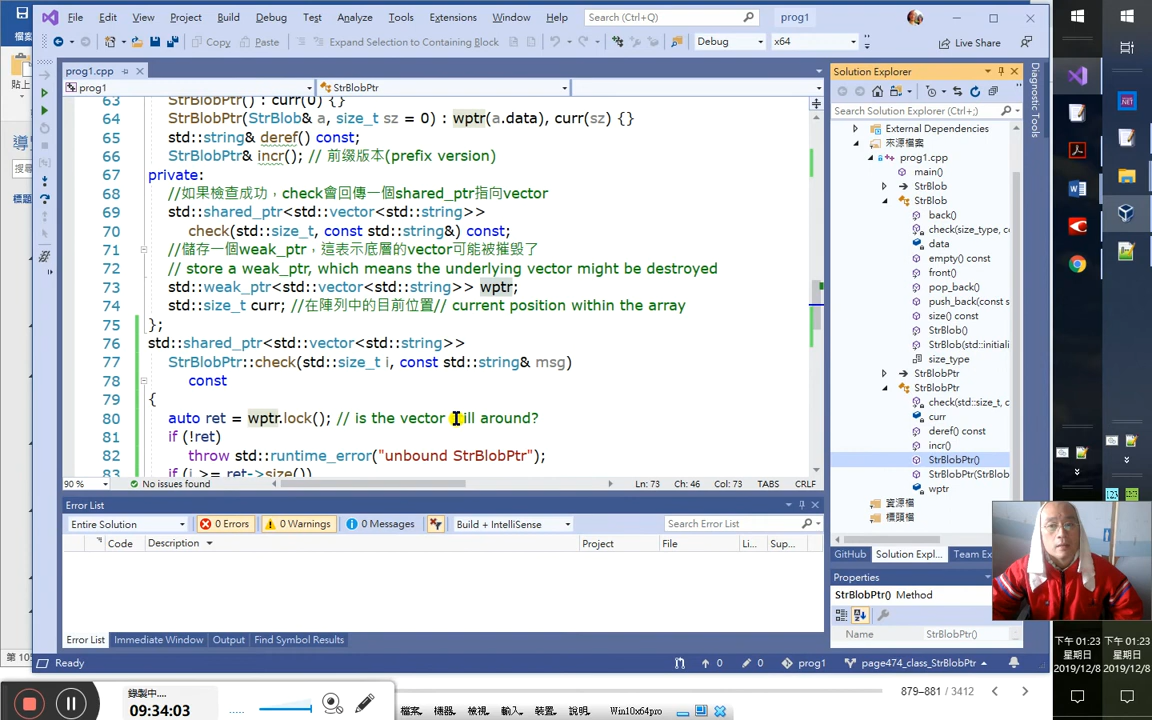 File Edit View Project Build Debug Test Analyze Tools Extensions Window Help Search (Ctrl+Q) prog1
檔案
貼上
導覽
標題
第 105
Copy Paste Expand Selection to Containing Block Debug x64 Live Share
prog1.cpp
prog1 StrBlobPtr
63 StrBlobPtr() : curr(0) {}
64 StrBlobPtr(StrBlob& a, size_t sz = 0) : wptr(a.data), curr(sz) {}
65 std::string& deref() const;
66 StrBlobPtr& incr(); // 前缀版本(prefix version)
67 private:
68 //如果檢查成功，check會回傳一個shared_ptr指向vector
69 std::shared_ptr<std::vector<std::string>>
70 check(std::size_t, const std::string&) const;
71 //儲存一個weak_ptr，這表示底層的vector可能被摧毀了
72 // store a weak_ptr, which means the underlying vector might be destroyed
73 std::weak_ptr<std::vector<std::string>> wptr;
74 std::size_t curr; //在陣列中的目前位置// current position within the array
75 };
76 std::shared_ptr<std::vector<std::string>>
77 StrBlobPtr::check(std::size_t i, const std::string& msg)
78 const
79 {
80 auto ret = wptr.lock(); // is the vector still around?
81 if (!ret)
82 throw std::runtime_error("unbound StrBlobPtr");
83 if (i >= ret->size())
90 % No issues found Ln: 73 Ch: 46 Col: 73 TABS CRLF
Error List
Entire Solution 0 Errors 0 Warnings 0 Messages Build + IntelliSense Search Error List
Code Description Project File Li... Sup...
Error List Immediate Window Output Find Symbol Results
Ready 0 0 prog1 page474_class_StrBlobPtr
Solution Explorer
Search Solution Explorer (Ctrl+;)
External Dependencies
來源檔案
prog1.cpp
main()
StrBlob
StrBlob
back()
check(size_type, c
data
empty() const
front()
pop_back()
push_back(const s
size() const
StrBlob()
StrBlob(std::initiali
size_type
StrBlobPtr
StrBlobPtr
check(std::size_t,
curr
deref() const
incr()
StrBlobPtr()
StrBlobPtr(StrBlob
wptr
資源檔
標頭檔
GitHub Solution Expl... Team Ex
Properties
StrBlobPtr() Method
Name StrBlobPtr()
Diagnostic Tools
下午 01:23 下午 01:23
星期日 星期日
2019/12/8 2019/12/8
錄製中....
09:34:03
879–881 / 3412
檔案、 機器、 檢視、 輸入、 裝置、 說明、 Win10x64pro